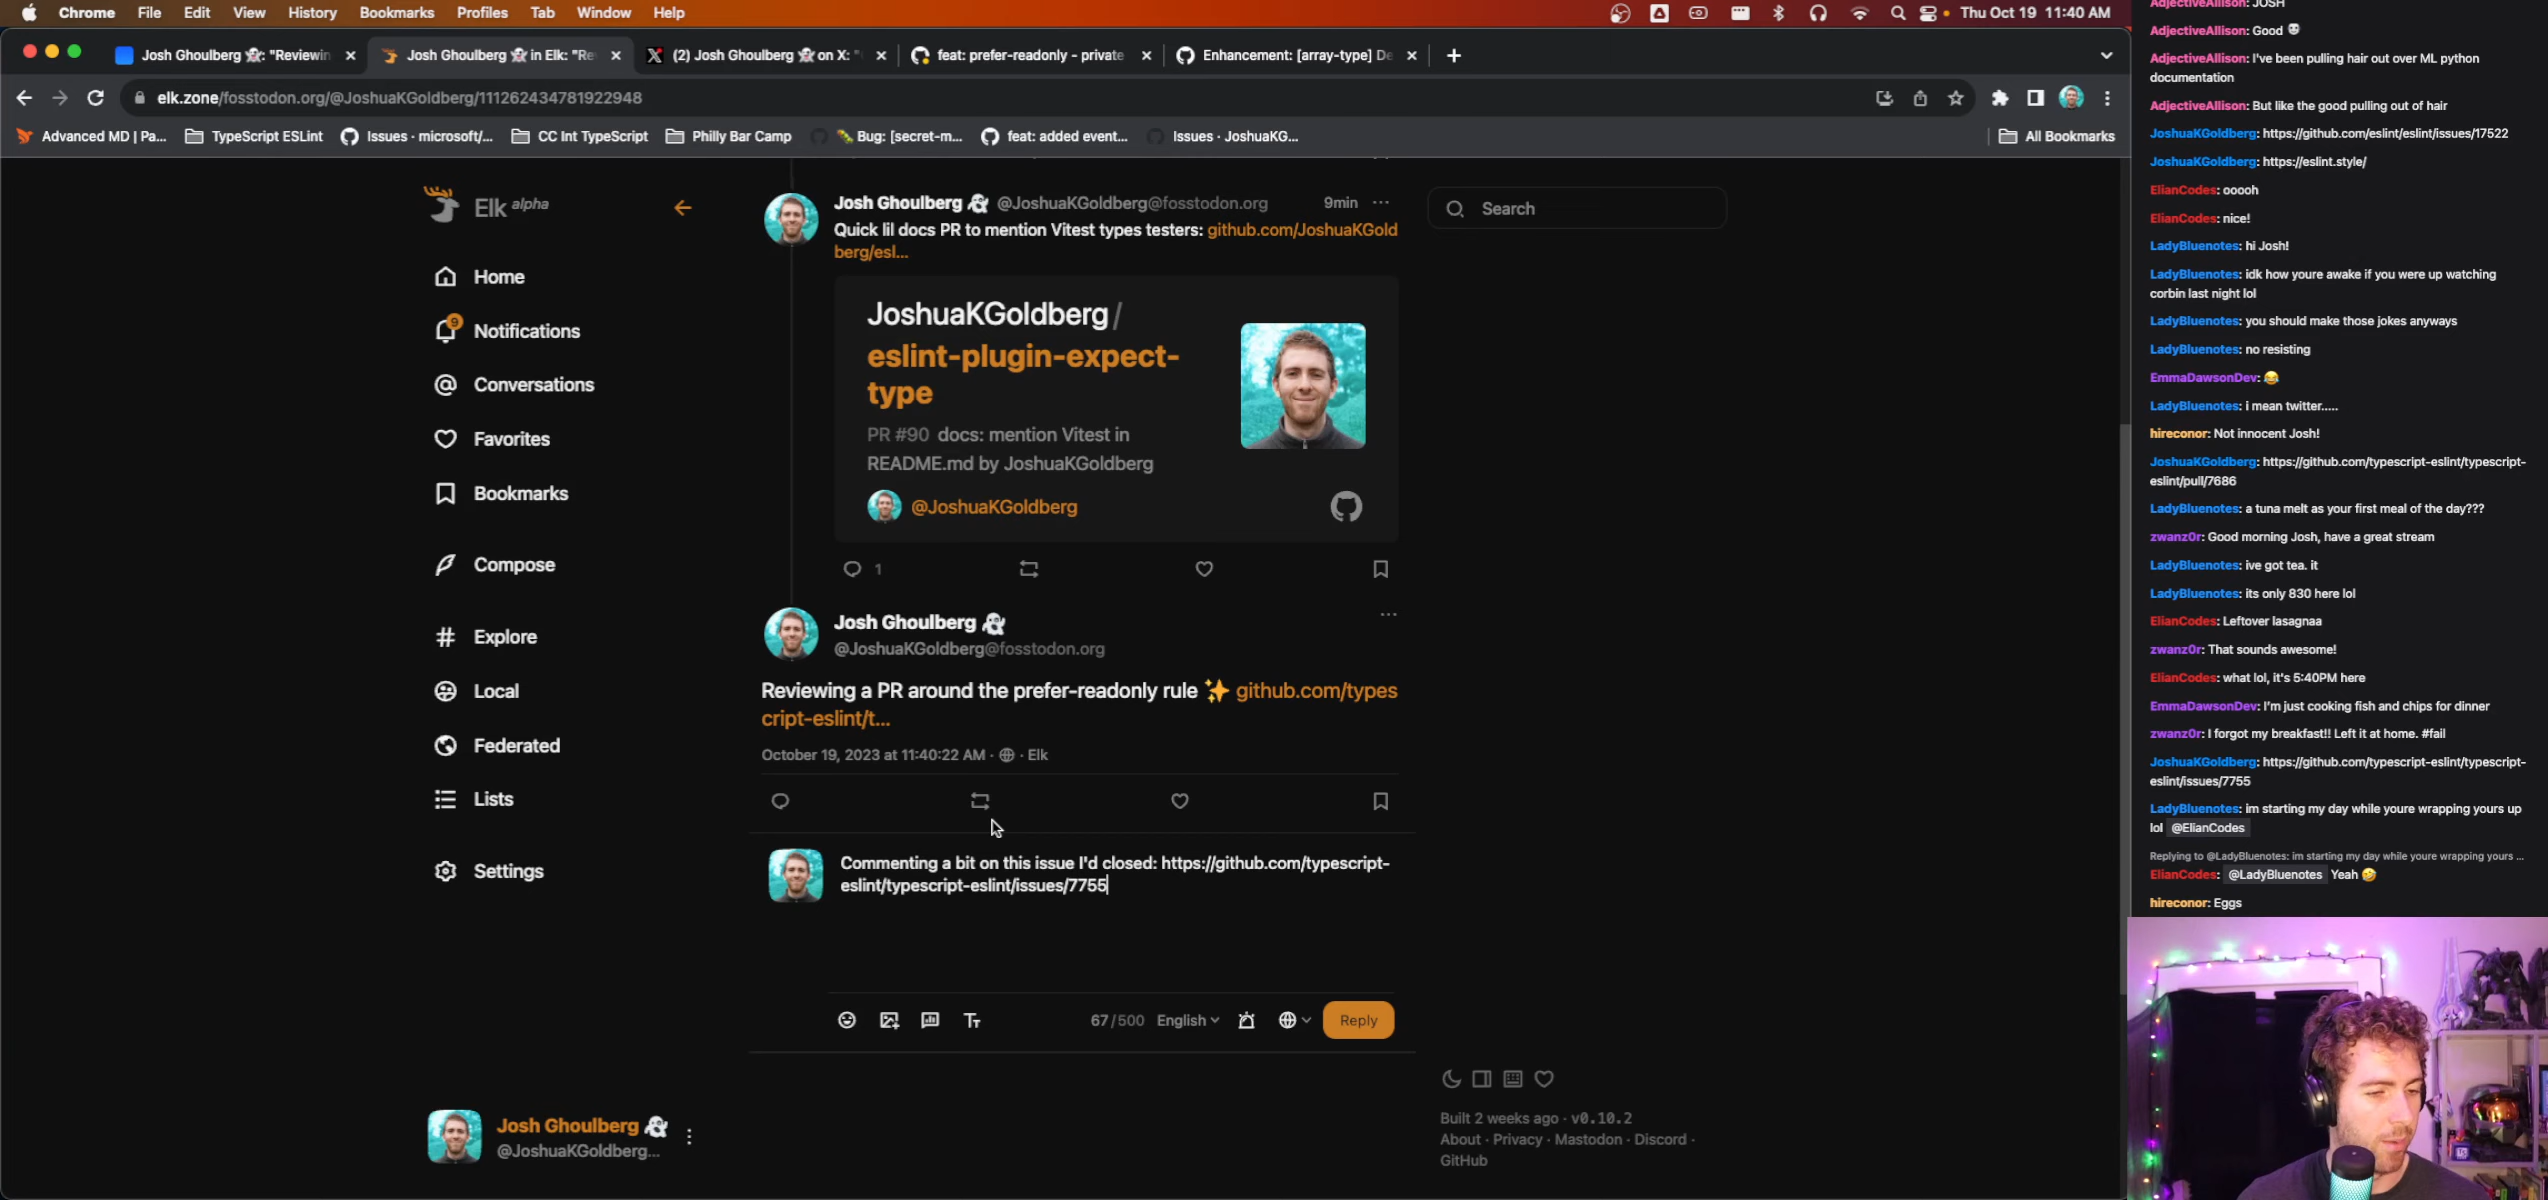 Chrome File Edit View History Bookmarks Profiles Tab Window Help
Thu Oct 19 11:40 AM
Josh Ghoulberg 👻: "Reviewin
Josh Ghoulberg 👻 in Elk: "Re
(2) Josh Ghoulberg 👻 on X: "
feat: prefer-readonly - private
Enhancement: [array-type] De
elk.zone/fosstodon.org/@JoshuaKGoldberg/111262434781922948
Advanced MD | Pa...
TypeScript ESLint
Issues · microsoft/...
CC Int TypeScript
Philly Bar Camp
🐛 Bug: [secret-m...
feat: added event...
Issues · JoshuaKG...
All Bookmarks
Elk alpha
Home
9
Notifications
Conversations
Favorites
Bookmarks
Compose
Explore
Local
Federated
Lists
Settings
Josh Ghoulberg 👻
@JoshuaKGoldberg...
Josh Ghoulberg 👻 @JoshuaKGoldberg@fosstodon.org 9min
Quick lil docs PR to mention Vitest types testers: github.com/JoshuaKGold
berg/esl...
JoshuaKGoldberg/
eslint-plugin-expect-
type
PR #90 docs: mention Vitest in
README.md by JoshuaKGoldberg
@JoshuaKGoldberg
1
Josh Ghoulberg 👻
@JoshuaKGoldberg@fosstodon.org
Reviewing a PR around the prefer-readonly rule ✨ github.com/types
cript-eslint/t...
October 19, 2023 at 11:40:22 AM · Elk
Commenting a bit on this issue I'd closed: https://github.com/typescript-
eslint/typescript-eslint/issues/7755
67/500 English
Reply
Search
Built 2 weeks ago · v0.10.2
About · Privacy · Mastodon · Discord ·
GitHub
AdjectiveAllison: JOSH
AdjectiveAllison: Good 💀
AdjectiveAllison: I've been pulling hair out over ML python
documentation
AdjectiveAllison: But like the good pulling out of hair
JoshuaKGoldberg: https://github.com/eslint/eslint/issues/17522
JoshuaKGoldberg: https://eslint.style/
ElianCodes: ooooh
ElianCodes: nice!
LadyBluenotes: hi Josh!
LadyBluenotes: idk how youre awake if you were up watching
corbin last night lol
LadyBluenotes: you should make those jokes anyways
LadyBluenotes: no resisting
EmmaDawsonDev: 😂
LadyBluenotes: i mean twitter.....
hireconor: Not innocent Josh!
JoshuaKGoldberg: https://github.com/typescript-eslint/typescript-
eslint/pull/7686
LadyBluenotes: a tuna melt as your first meal of the day???
zwanz0r: Good morning Josh, have a great stream
LadyBluenotes: ive got tea. it
LadyBluenotes: its only 830 here lol
ElianCodes: Leftover lasagnaa
zwanz0r: That sounds awesome!
ElianCodes: what lol, it's 5:40PM here
EmmaDawsonDev: I'm just cooking fish and chips for dinner
zwanz0r: I forgot my breakfast!! Left it at home. #fail
JoshuaKGoldberg: https://github.com/typescript-eslint/typescript-
eslint/issues/7755
LadyBluenotes: im starting my day while youre wrapping yours up
lol @ElianCodes
Replying to @LadyBluenotes: im starting my day while youre wrapping yours ...
ElianCodes: @LadyBluenotes Yeah 🤣
hireconor: Eggs